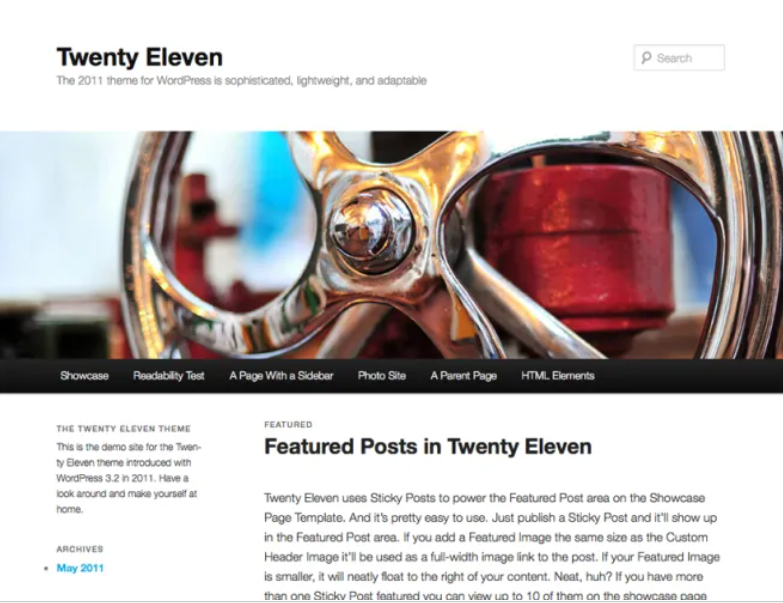 Twenty Eleven
The 2011 theme for WordPress is sophisticated, lightweight, and adaptable
Search
Showcase Readability Test A Page With a Sidebar Photo Site A Parent Page HTML Elements
THE TWENTY ELEVEN THEME
This is the demo site for the Twen-
ty Eleven theme introduced with
WordPress 3.2 in 2011. Have a
look around and make yourself at
home.
ARCHIVES
May 2011
FEATURED
Featured Posts in Twenty Eleven
Twenty Eleven uses Sticky Posts to power the Featured Post area on the Showcase
Page Template. And it's pretty easy to use. Just publish a Sticky Post and it'll show up
in the Featured Post area. If you add a Featured Image the same size as the Custom
Header Image it'll be used as a full-width image link to the post. If your Featured Image
is smaller, it will neatly float to the right of your content. Neat, huh? If you have more
than one Sticky Post featured you can view up to 10 of them on the showcase page